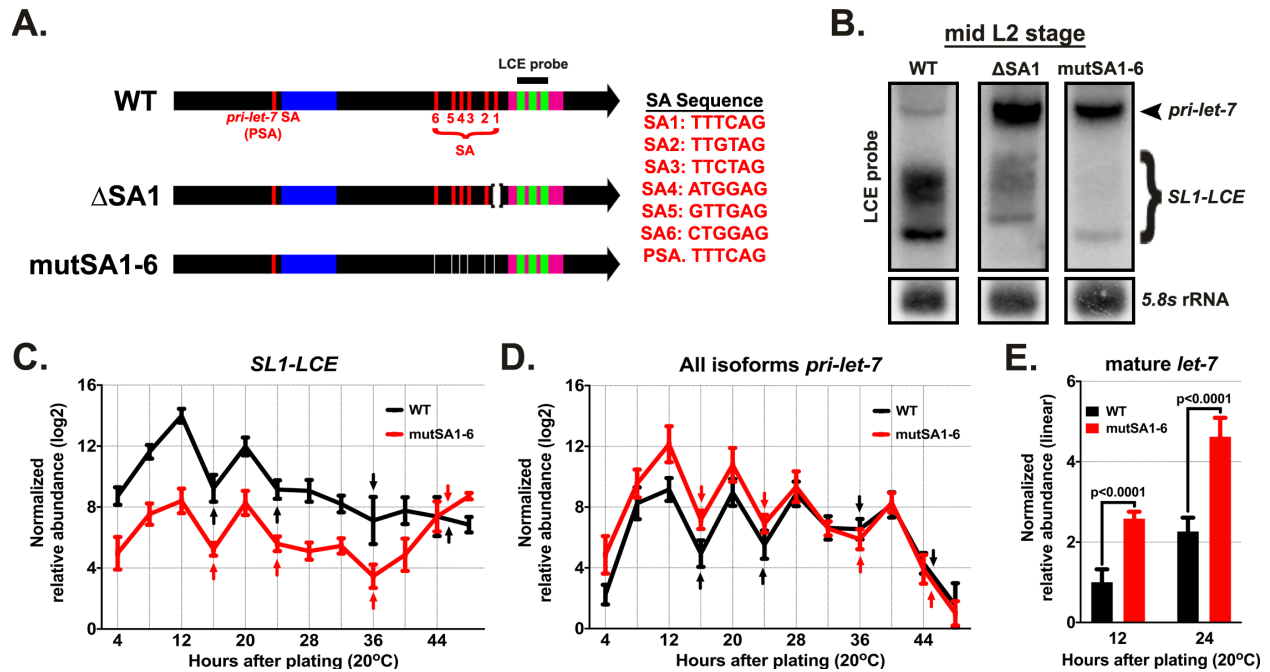 A.
LCE probe
WT
pri-let-7 SA
(PSA)
6 5 4 3 2 1
SA
ΔSA1
mutSA1-6
SA Sequence
SA1: TTTCAG
SA2: TTGTAG
SA3: TTCTAG
SA4: ATGGAG
SA5: GTTGAG
SA6: CTGGAG
PSA. TTTCAG
B.
mid L2 stage
WT ΔSA1 mutSA1-6
LCE probe
pri-let-7
SL1-LCE
5.8s rRNA
C.
SL1-LCE
Normalized
relative abundance (log2)
16
12
8
4
0
WT
mutSA1-6
4 12 20 28 36 44
Hours after plating (20ºC)
D.
All isoforms pri-let-7
Normalized
relative abundance (log2)
16
12
8
4
0
WT
mutSA1-6
4 12 20 28 36 44
Hours after plating (20ºC)
E.
mature let-7
Normalized
relative abundance (linear)
6
4
2
0
WT
mutSA1-6
p<0.0001
p<0.0001
12 24
Hours after plating (20ºC)